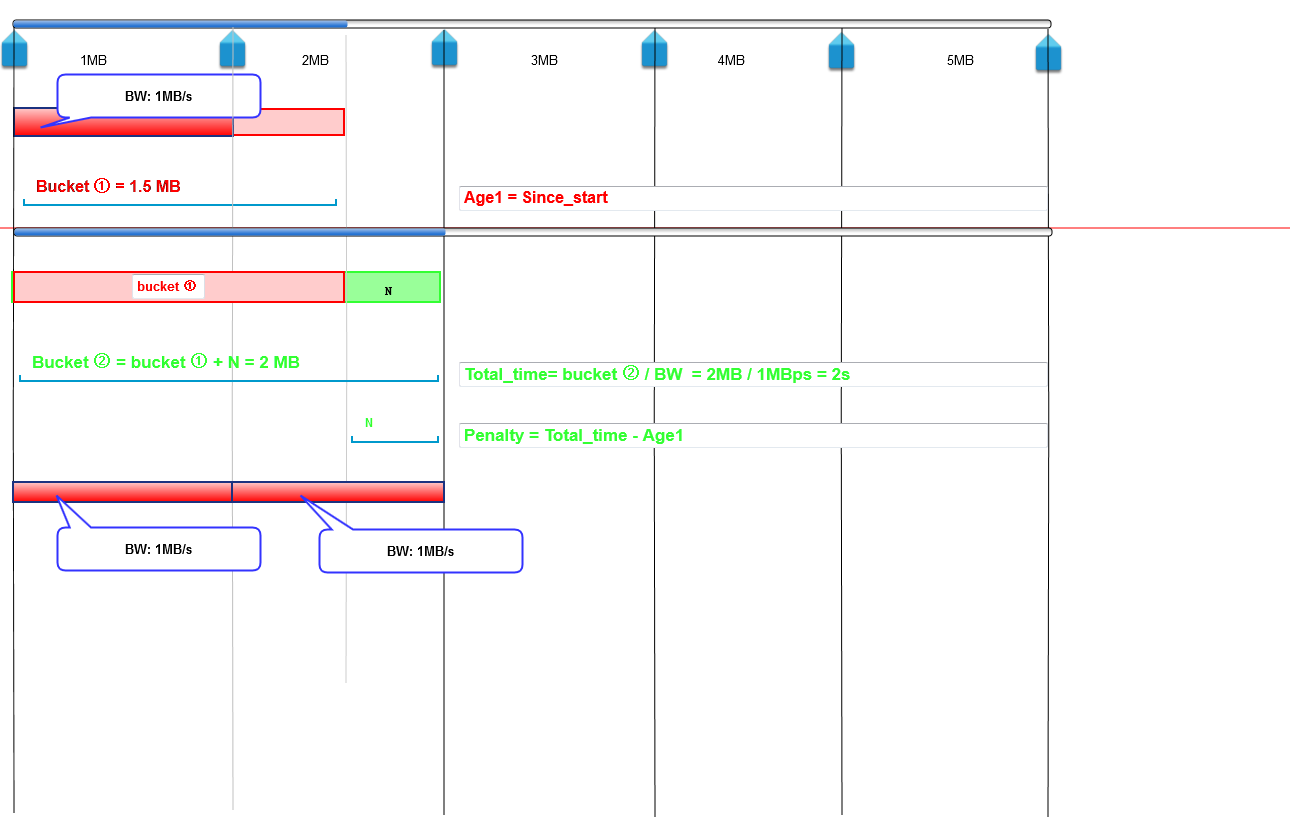 1MB 2MB 3MB 4MB 5MB
BW: 1MB/s
Bucket ① = 1.5 MB
Age1 = Since_start
bucket ①
N
Bucket ② = bucket ① + N = 2 MB
Total_time= bucket ② / BW  = 2MB / 1MBps = 2s
N
Penalty = Total_time - Age1
BW: 1MB/s
BW: 1MB/s